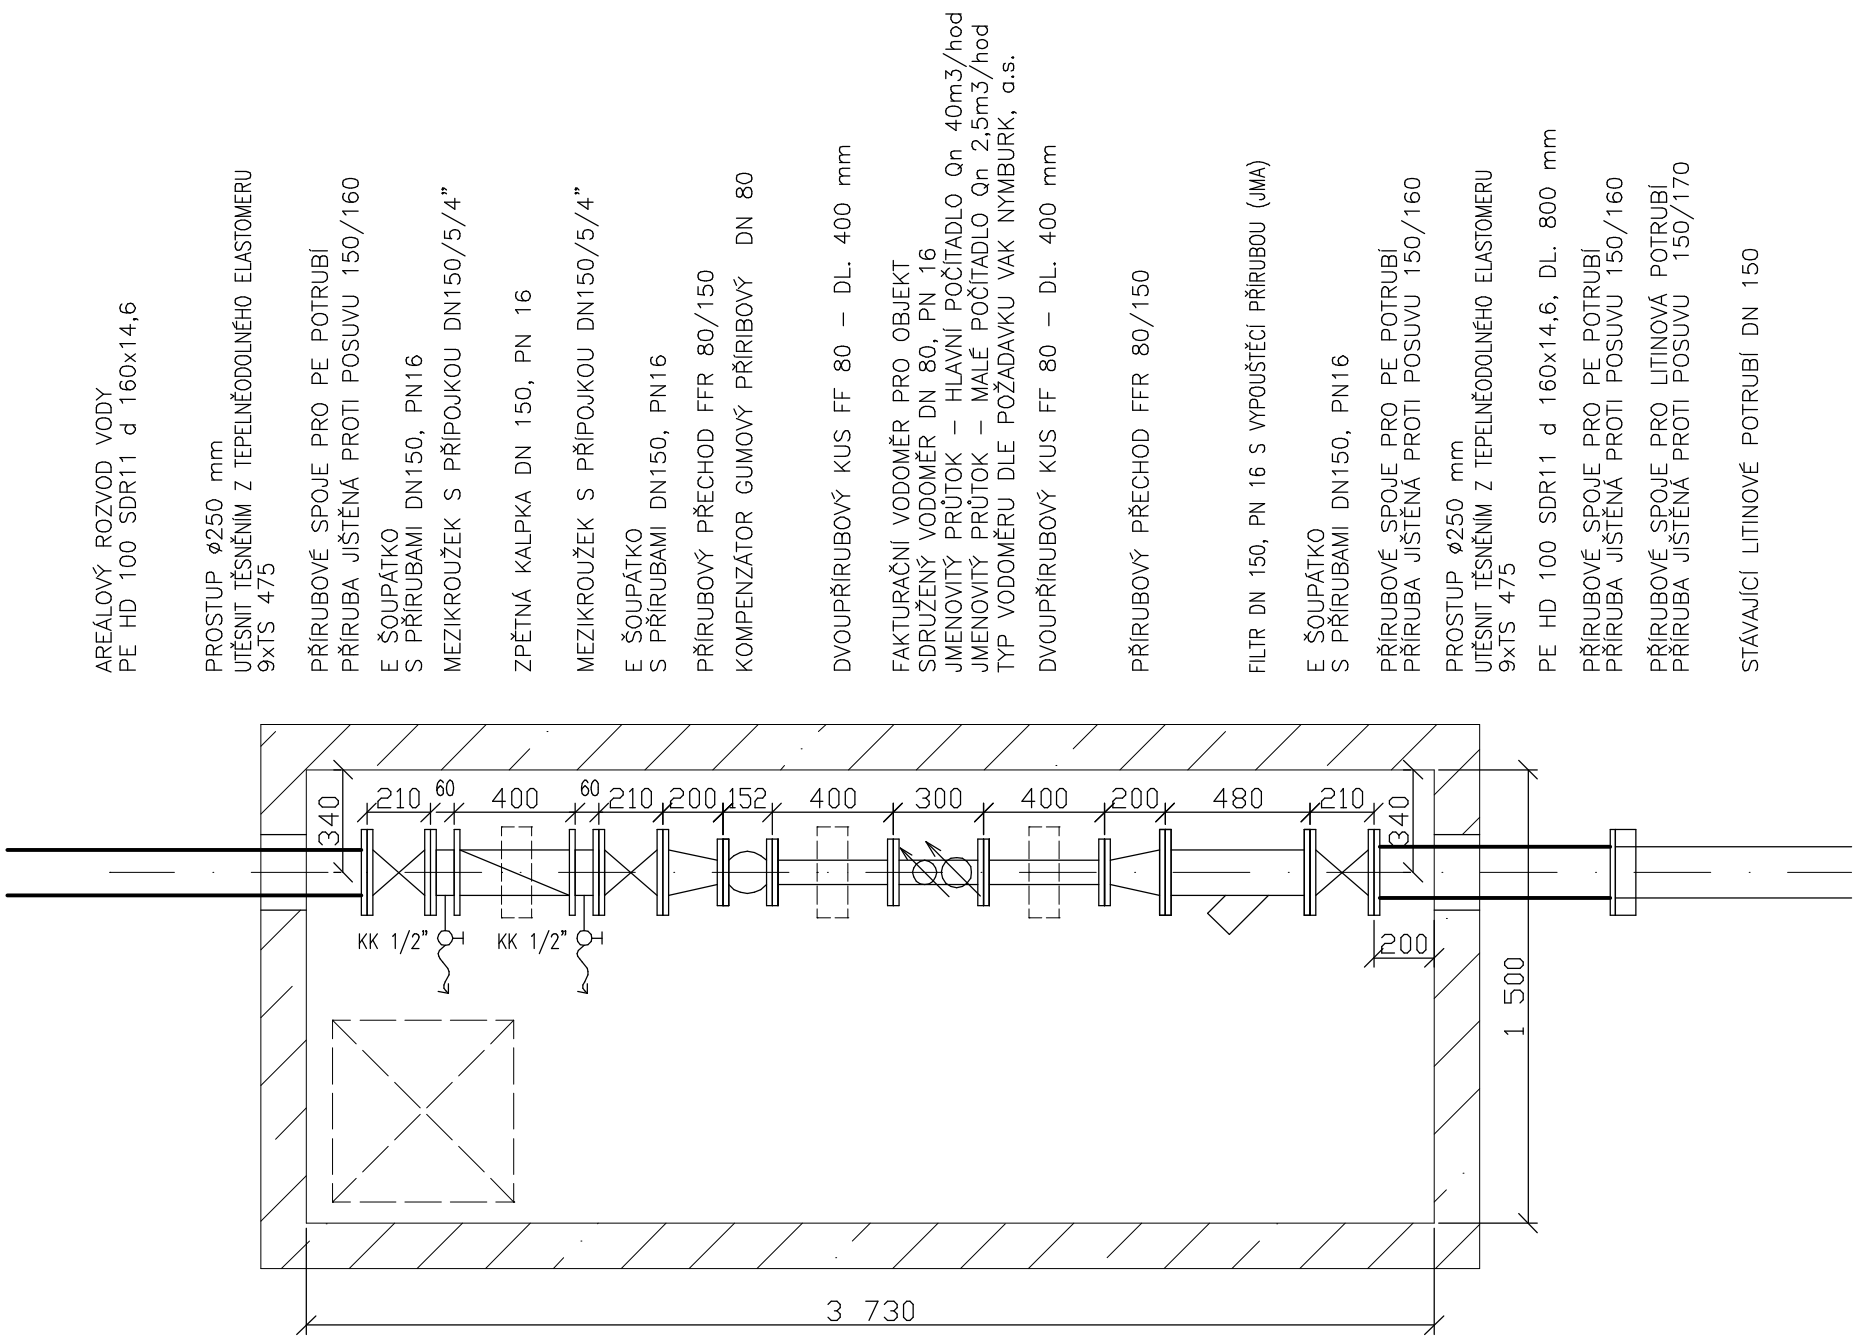 AREÁLOVÝ ROZVOD VODY
PE HD 100 SDR11 d 160x14,6
PROSTUP ø250 mm
UTĚSNIT TĚSNĚNÍM Z TEPELNĚODOLNÉHO ELASTOMERU
9xTS 475
PŘÍRUBOVÉ SPOJE PRO PE POTRUBÍ
PŘÍRUBA JIŠTĚNÁ PROTI POSUVU 150/160
E ŠOUPÁTKO
S PŘÍRUBAMI DN150, PN16
MEZIKROUŽEK S PŘÍPOJKOU DN150/5/4"
ZPĚTNÁ KALPKA DN 150, PN 16
MEZIKROUŽEK S PŘÍPOJKOU DN150/5/4"
E ŠOUPÁTKO
S PŘÍRUBAMI DN150, PN16
PŘÍRUBOVÝ PŘECHOD FFR 80/150
KOMPENZÁTOR GUMOVÝ PŘÍRIBOVÝ DN 80
DVOUPŘÍRUBOVÝ KUS FF 80 - DL. 400 mm
FAKTURAČNÍ VODOMĚR PRO OBJEKT
SDRUŽENÝ VODOMĚR DN 80, PN 16
JMENOVITÝ PRŮTOK - HLAVNÍ POČÍTADLO Qn 40m3/hod
JMENOVITÝ PRŮTOK - MALÉ POČÍTADLO Qn 2,5m3/hod
TYP VODOMĚRU DLE POŽADAVKU VAK NYMBURK, a.s.
DVOUPŘÍRUBOVÝ KUS FF 80 - DL. 400 mm
PŘÍRUBOVÝ PŘECHOD FFR 80/150
FILTR DN 150, PN 16 S VYPOUŠTĚCÍ PŘÍRUBOU (JMA)
E ŠOUPÁTKO
S PŘÍRUBAMI DN150, PN16
PŘÍRUBOVÉ SPOJE PRO PE POTRUBÍ
PŘÍRUBA JIŠTĚNÁ PROTI POSUVU 150/160
PROSTUP ø250 mm
UTĚSNIT TĚSNĚNÍM Z TEPELNĚODOLNÉHO ELASTOMERU
9xTS 475
PE HD 100 SDR11 d 160x14,6, DL. 800 mm
PŘÍRUBOVÉ SPOJE PRO PE POTRUBÍ
PŘÍRUBA JIŠTĚNÁ PROTI POSUVU 150/160
PŘÍRUBOVÉ SPOJE PRO LITINOVÁ POTRUBÍ
PŘÍRUBA JIŠTĚNÁ PROTI POSUVU 150/170
STÁVAJÍCÍ LITINOVÉ POTRUBÍ DN 150
340
210
60
400
60
210
200
152
400
300
400
200
480
210
340
KK 1/2"
KK 1/2"
200
1 500
3 730